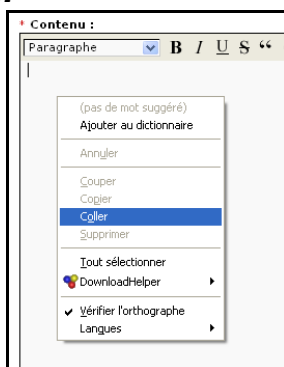 * Contenu :
Paragraphe B I U S “
(pas de mot suggéré)
Ajouter au dictionnaire
Annuler
Couper
Copier
Coller
Supprimer
Tout sélectionner
DownloadHelper
Vérifier l'orthographe
Langues